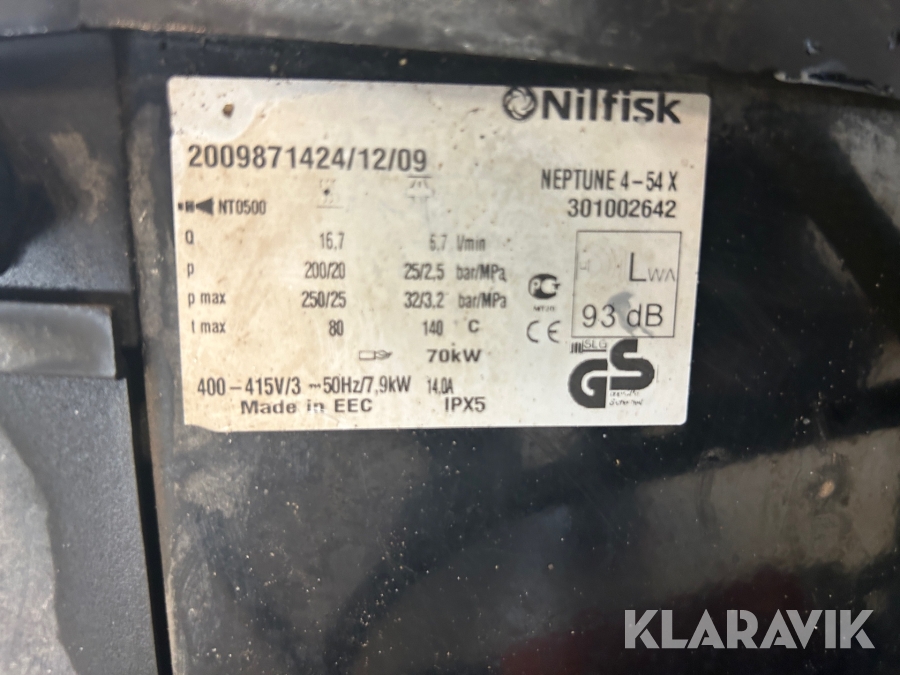 Nilfisk
2009871424/12/09
NEPTUNE 4-54 X
NT0500
301002642
Q 16,7 6,7 l/min
p 200/20 25/2,5 bar/MPa
p max 250/25 32/3,2 bar/MPa
t max 80 140 C
LWA
93 dB
70kW
CE
SLG
GS
400-415V/3~50Hz/7,9kW 14.0A
Made in EEC IPX5
KLARAVIK